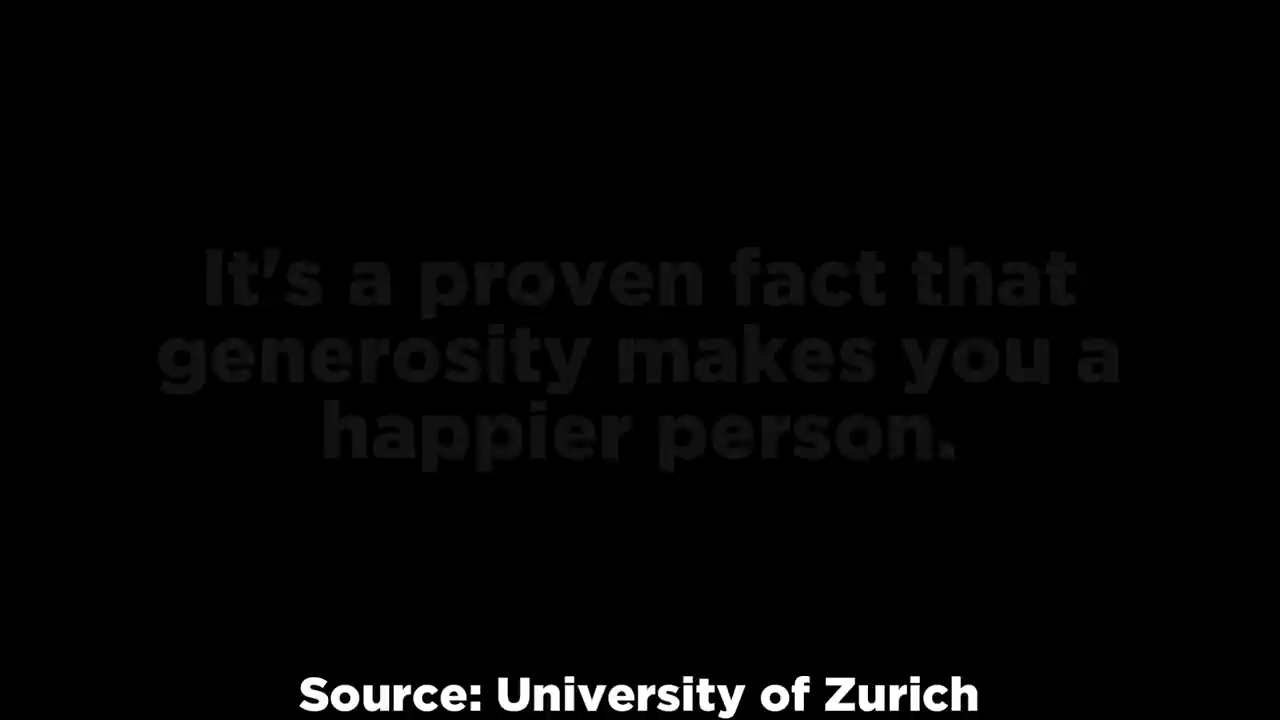 It's a proven fact that
generosity makes you a
happier person.
Source: University of Zurich